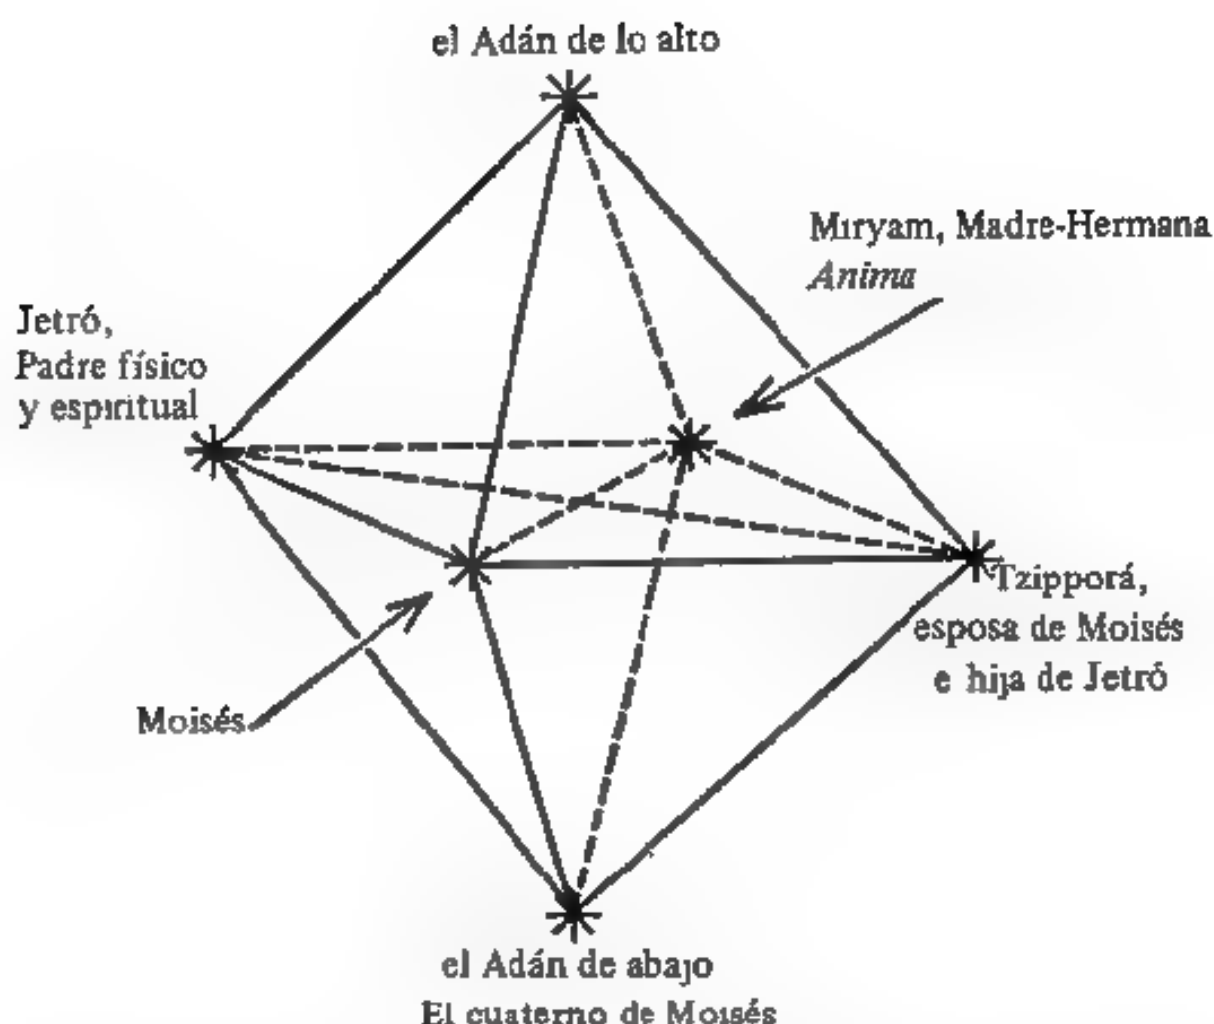 el Adán de lo alto
Miryam, Madre-Hermana
Anima
Jetró,
Padre físico
y espiritual
Tzipporá,
esposa de Moisés
e hija de Jetró
Moisés
el Adán de abajo
El cuaterno de Moisés